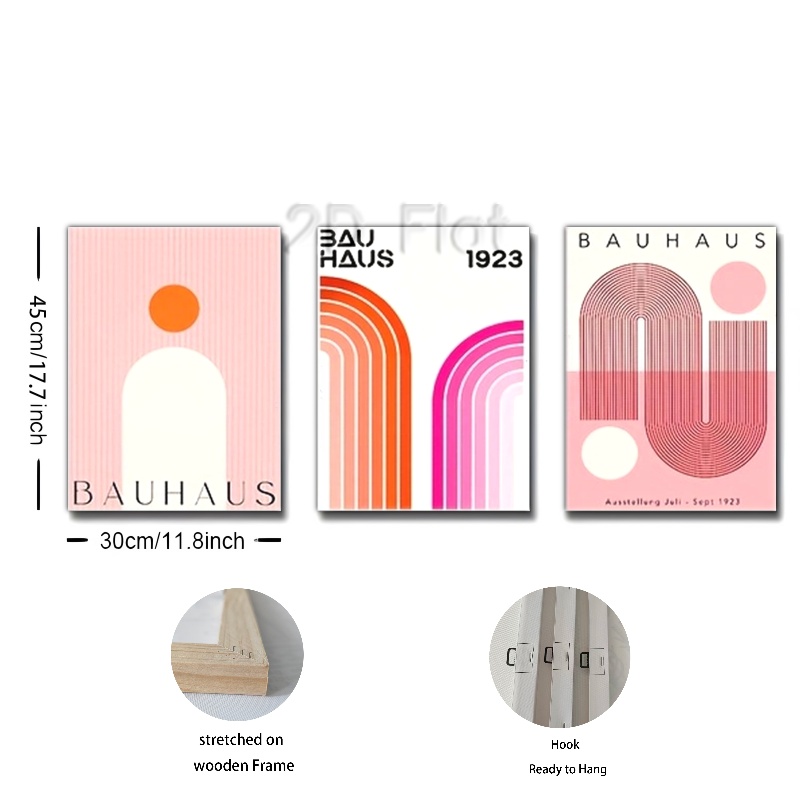 2D Flat
BAU
HAUS
1923
BAUHAUS
BAUHAUS
Ausstellung Juli - Sept 1923
45cm/17.7inch
30cm/11.8inch
stretched on
wooden Frame
Hook
Ready to Hang